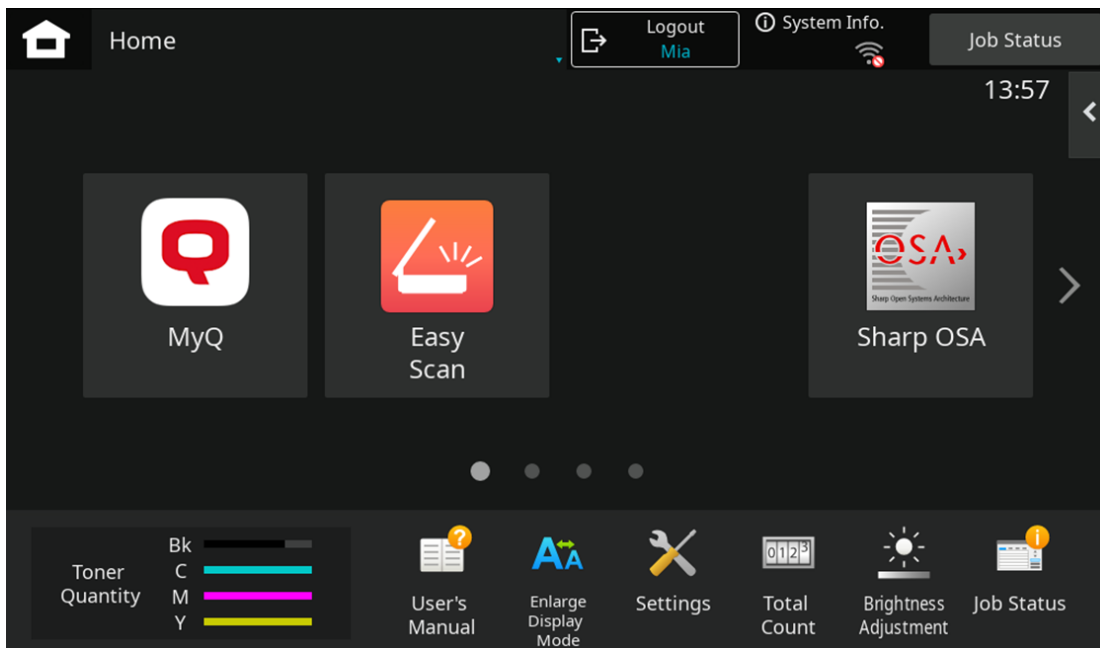 Home
Logout
Mia
System Info.
Job Status
13:57
MyQ
Easy
Scan
OSA
Sharp Open Systems Architecture
Sharp OSA
Toner
Quantity
Bk
C
M
Y
User's
Manual
Enlarge
Display
Mode
Settings
0123
Total
Count
Brightness
Adjustment
Job Status